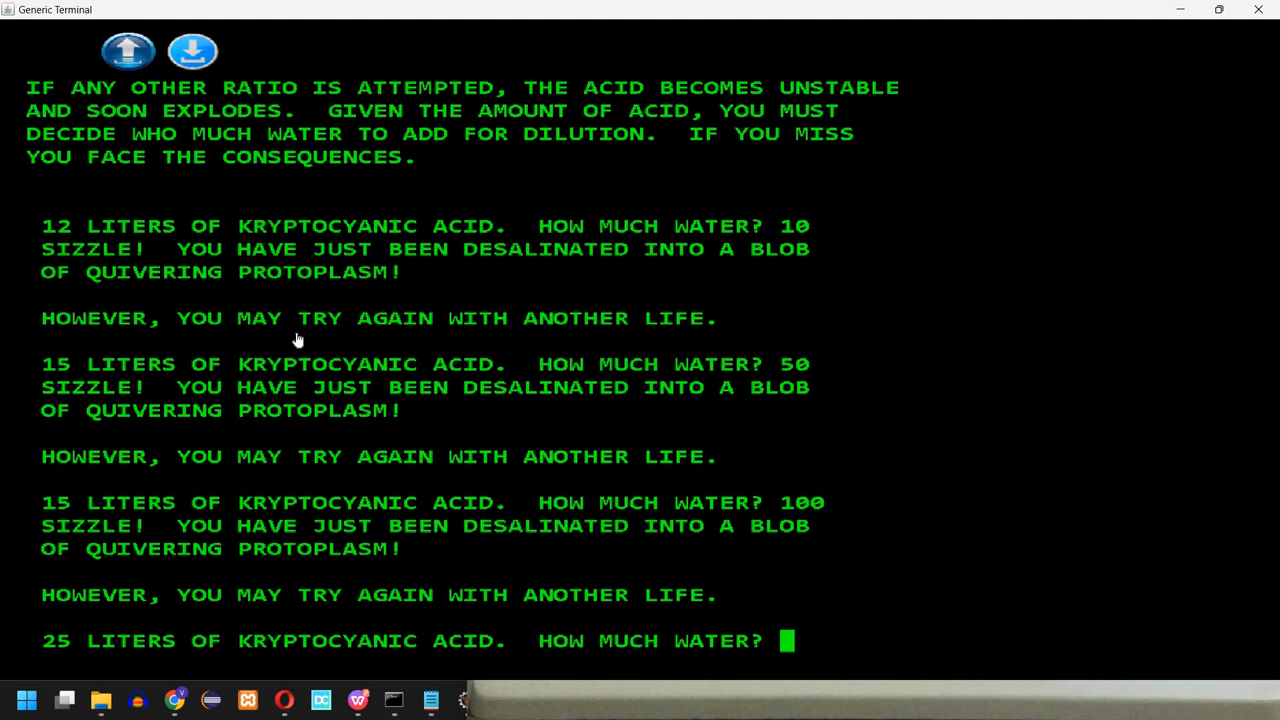 Generic Terminal
IF ANY OTHER RATIO IS ATTEMPTED, THE ACID BECOMES UNSTABLE
AND SOON EXPLODES. GIVEN THE AMOUNT OF ACID, YOU MUST
DECIDE WHO MUCH WATER TO ADD FOR DILUTION. IF YOU MISS
YOU FACE THE CONSEQUENCES.
12 LITERS OF KRYPTOCYANIC ACID. HOW MUCH WATER? 10
SIZZLE! YOU HAVE JUST BEEN DESALINATED INTO A BLOB
OF QUIVERING PROTOPLASM!
HOWEVER, YOU MAY TRY AGAIN WITH ANOTHER LIFE.
15 LITERS OF KRYPTOCYANIC ACID. HOW MUCH WATER? 50
SIZZLE! YOU HAVE JUST BEEN DESALINATED INTO A BLOB
OF QUIVERING PROTOPLASM!
HOWEVER, YOU MAY TRY AGAIN WITH ANOTHER LIFE.
15 LITERS OF KRYPTOCYANIC ACID. HOW MUCH WATER? 100
SIZZLE! YOU HAVE JUST BEEN DESALINATED INTO A BLOB
OF QUIVERING PROTOPLASM!
HOWEVER, YOU MAY TRY AGAIN WITH ANOTHER LIFE.
25 LITERS OF KRYPTOCYANIC ACID. HOW MUCH WATER?
DC